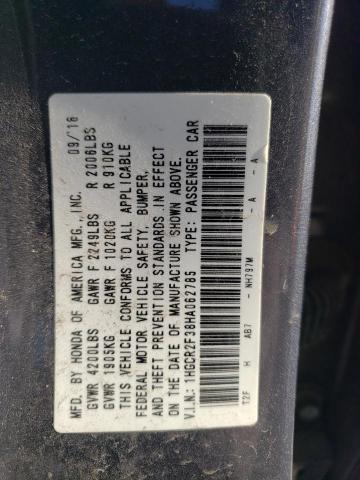 MFD. BY HONDA OF AMERICA MFG., INC. 09/16
GVWR 4200LBS GAWR F 2249LBS R 2006LBS
GVWR 1905KG GAWR F 1020KG R 910KG
THIS VEHICLE CONFORMS TO ALL APPLICABLE
FEDERAL MOTOR VEHICLE SAFETY, BUMPER,
AND THEFT PREVENTION STANDARDS IN EFFECT
ON THE DATE OF MANUFACTURE SHOWN ABOVE.
V.I.N.: 1HGCR2F38HA062785 TYPE: PASSENGER CAR
T2F H AB7 - NH797M - A - A